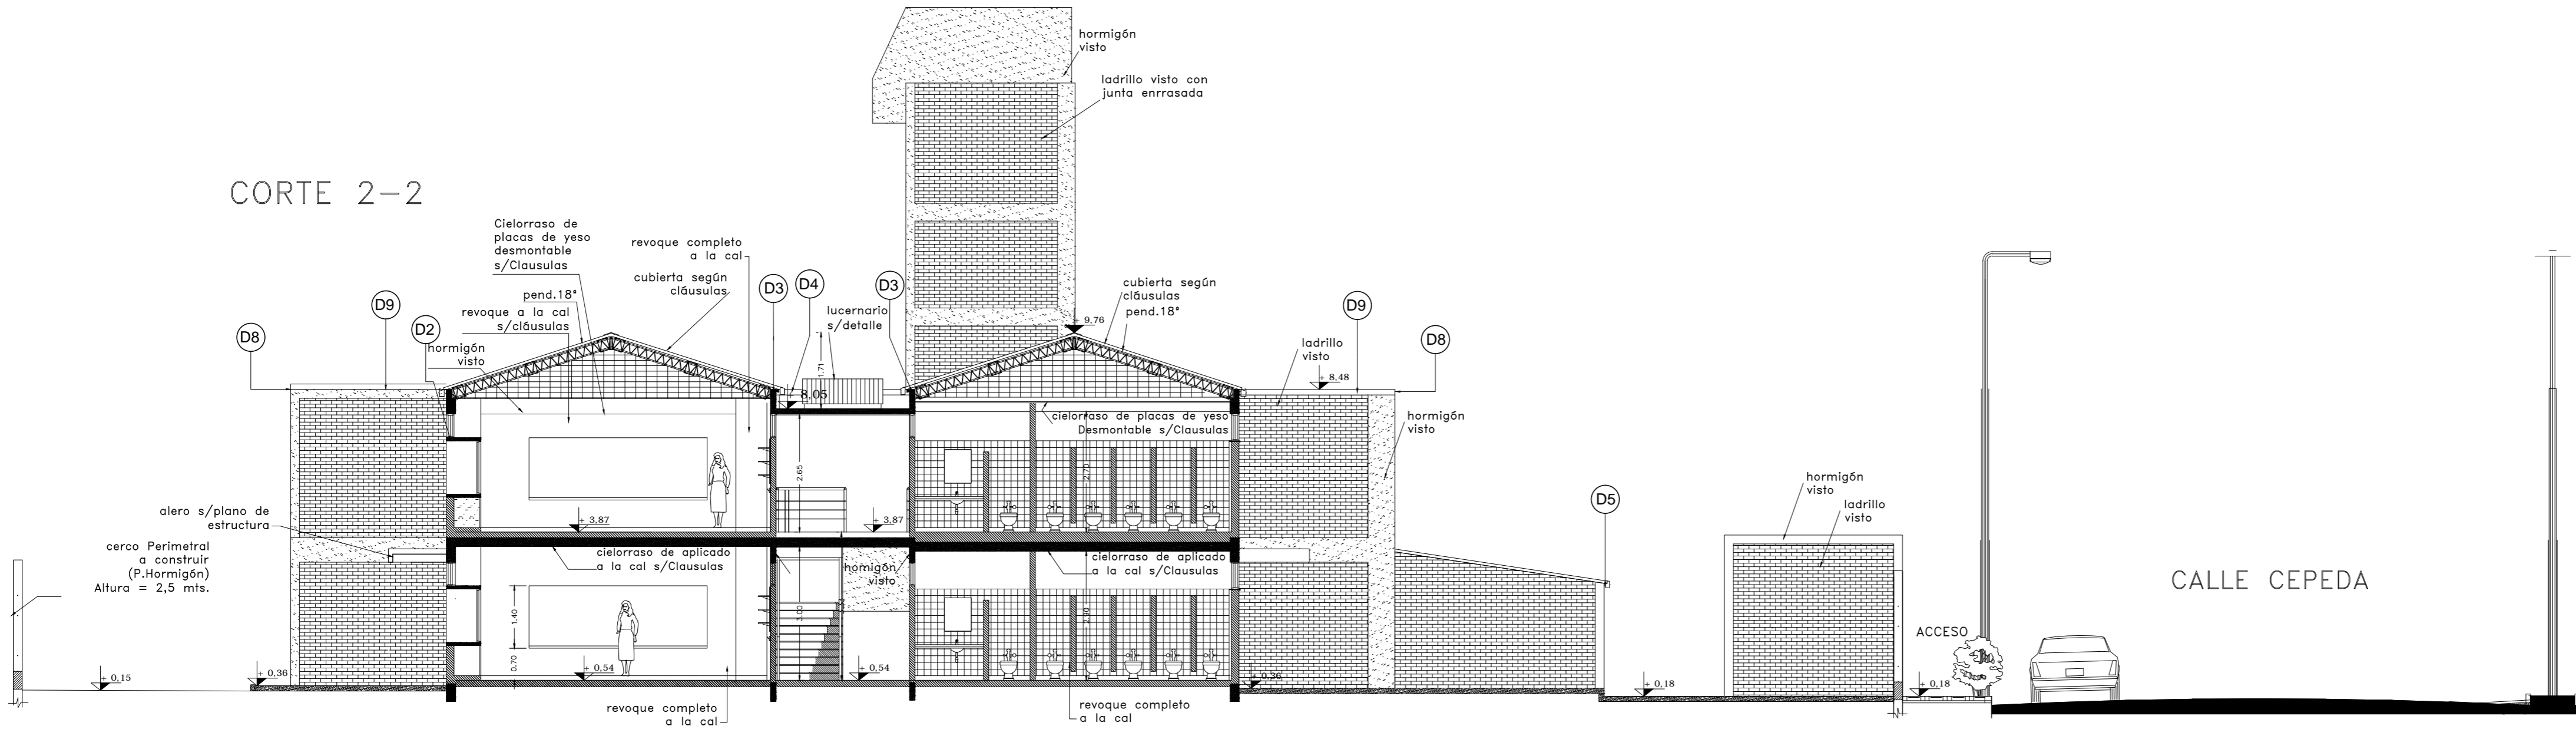 hormigón
visto
ladrillo visto con
junta enrrasada
CORTE 2-2
Cielorraso de
placas de yeso
desmontable
s/Clausulas
revoque completo
a la cal
cubierta según
cláusulas
pend.18°
revoque a la cal
s/cláusulas
hormigón
visto
D8
D9
D2
D3
D4
D3
lucernario
s/detalle
cubierta según
cláusulas
pend.18°
+ 9,76
1.71
+ 8.05
ladrillo
visto
+ 8,48
D9
D8
hormigón
visto
cielorraso de placas de yeso
Desmontable s/Clausulas
2.65
2.70
+ 3,87
+ 3,87
alero s/plano de
estructura
cerco Perimetral
a construir
(P.Hormigón)
Altura = 2,5 mts.
cielorraso de aplicado
a la cal s/Clausulas
homigón
visto
cielorraso de aplicado
a la cal s/Clausulas
D5
hormigón
visto
ladrillo
visto
CALLE CEPEDA
ACCESO
1.40
0.70
3.00
2.90
+ 0,15
+ 0,36
+ 0,54
+ 0,54
+ 0,36
+ 0,18
+ 0,18
revoque completo
a la cal
revoque completo
a la cal